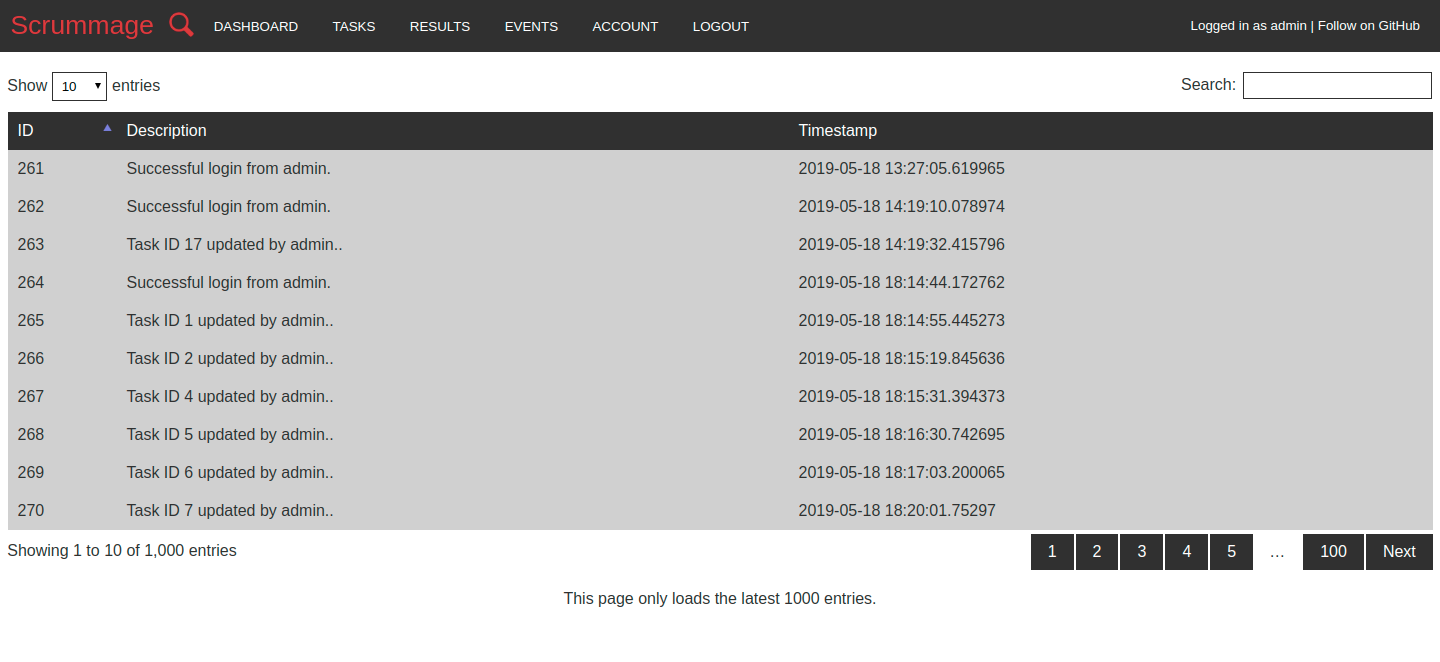 Scrummage DASHBOARD TASKS RESULTS EVENTS ACCOUNT LOGOUT Logged in as admin | Follow on GitHub
Show 10 entries Search:
ID Description Timestamp
261 Successful login from admin. 2019-05-18 13:27:05.619965
262 Successful login from admin. 2019-05-18 14:19:10.078974
263 Task ID 17 updated by admin.. 2019-05-18 14:19:32.415796
264 Successful login from admin. 2019-05-18 18:14:44.172762
265 Task ID 1 updated by admin.. 2019-05-18 18:14:55.445273
266 Task ID 2 updated by admin.. 2019-05-18 18:15:19.845636
267 Task ID 4 updated by admin.. 2019-05-18 18:15:31.394373
268 Task ID 5 updated by admin.. 2019-05-18 18:16:30.742695
269 Task ID 6 updated by admin.. 2019-05-18 18:17:03.200065
270 Task ID 7 updated by admin.. 2019-05-18 18:20:01.75297
Showing 1 to 10 of 1,000 entries 1 2 3 4 5 … 100 Next
This page only loads the latest 1000 entries.